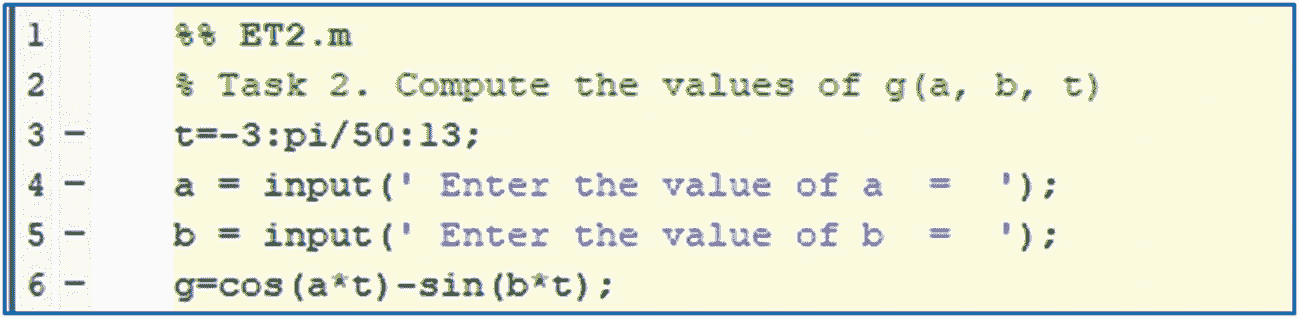 1 %% ET2.m
2 % Task 2. Compute the values of g(a, b, t)
3 − t=-3:pi/50:13;
4 − a = input(' Enter the value of a  =  ');
5 − b = input(' Enter the value of b  =  ');
6 − g=cos(a*t)-sin(b*t);